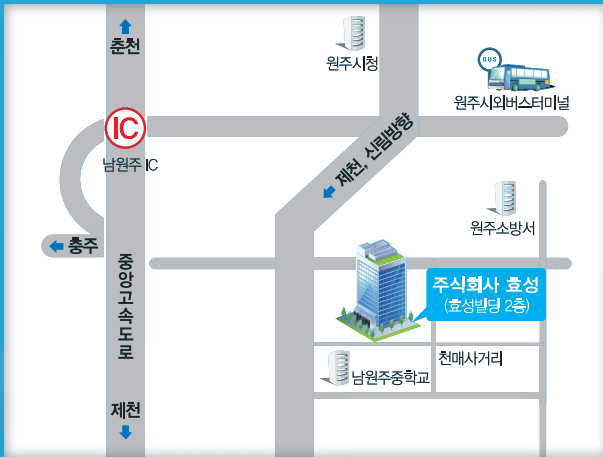 춘천
원주시청
BUS
원주시외버스터미널
IC
남원주 IC
제천, 신림방향
원주소방서
충주
중앙고속도로
주식회사 효성
(효성빌딩 2층)
천매사거리
남원주중학교
제천